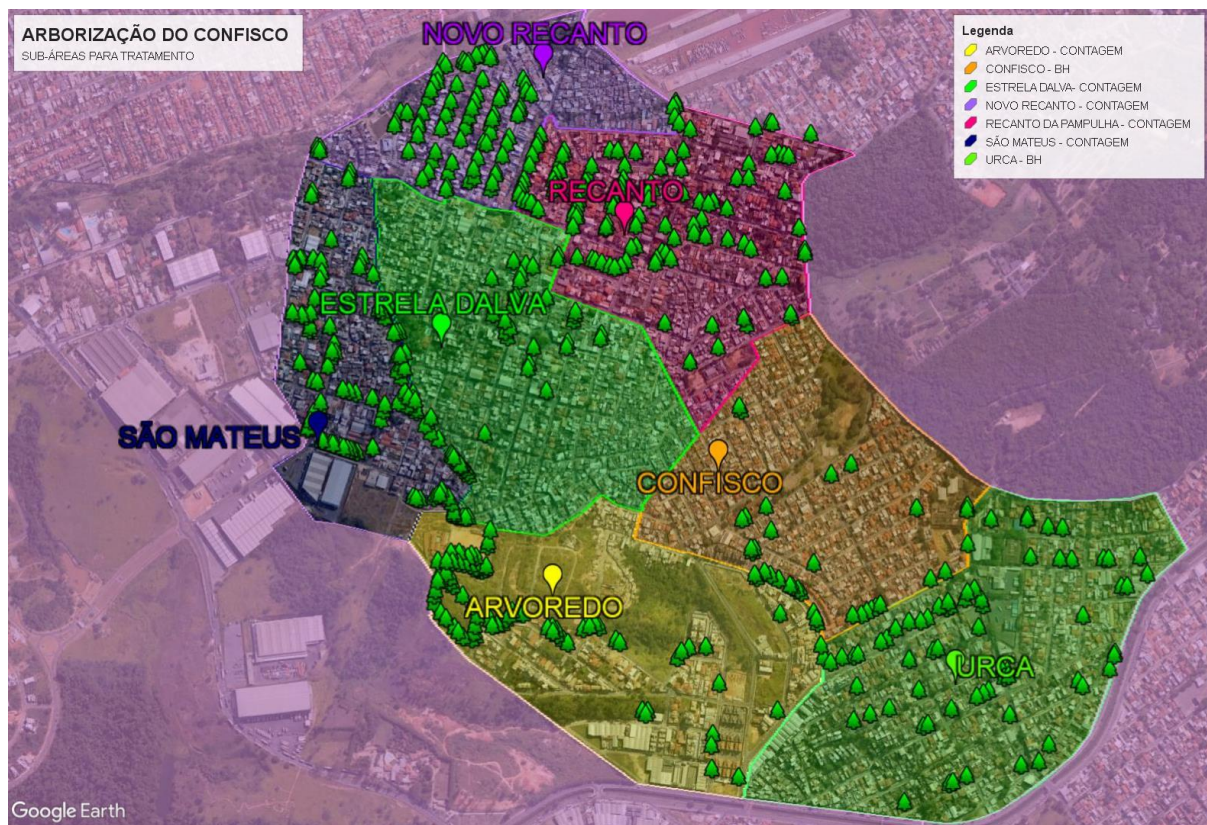 ARBORIZAÇÃO DO CONFISCO
SUB-ÁREAS PARA TRATAMENTO
NOVO RECANTO
Legenda
ARVOREDO - CONTAGEM
CONFISCO - BH
ESTRELA DALVA- CONTAGEM
NOVO RECANTO - CONTAGEM
RECANTO DA PAMPULHA - CONTAGEM
SÃO MATEUS - CONTAGEM
URCA - BH
RECANTO
ESTRELA DALVA
SÃO MATEUS
CONFISCO
ARVOREDO
URCA
Google Earth